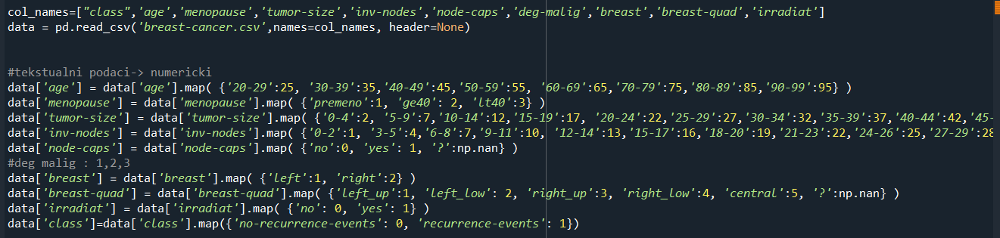 col_names=["class",'age','menopause','tumor-size','inv-nodes','node-caps','deg-malig','breast','breast-quad','irradiat']
data = pd.read_csv('breast-cancer.csv',names=col_names, header=None)
#tekstualni podaci-> numericki
data['age'] = data['age'].map( {'20-29':25, '30-39':35,'40-49':45,'50-59':55, '60-69':65,'70-79':75,'80-89':85,'90-99':95} )
data['menopause'] = data['menopause'].map( {'premeno':1, 'ge40': 2, 'lt40':3} )
data['tumor-size'] = data['tumor-size'].map( {'0-4':2, '5-9':7,'10-14':12,'15-19':17, '20-24':22,'25-29':27,'30-34':32,'35-39':37,'40-44':42,'45-
data['inv-nodes'] = data['inv-nodes'].map( {'0-2':1, '3-5':4,'6-8':7,'9-11':10, '12-14':13,'15-17':16,'18-20':19,'21-23':22,'24-26':25,'27-29':28
data['node-caps'] = data['node-caps'].map( {'no':0, 'yes': 1, '?':np.nan} )
#deg malig : 1,2,3
data['breast'] = data['breast'].map( {'left':1, 'right':2} )
data['breast-quad'] = data['breast-quad'].map( {'left_up':1, 'left_low': 2, 'right_up':3, 'right_low':4, 'central':5, '?':np.nan} )
data['irradiat'] = data['irradiat'].map( {'no': 0, 'yes': 1} )
data['class']=data['class'].map({'no-recurrence-events': 0, 'recurrence-events': 1})